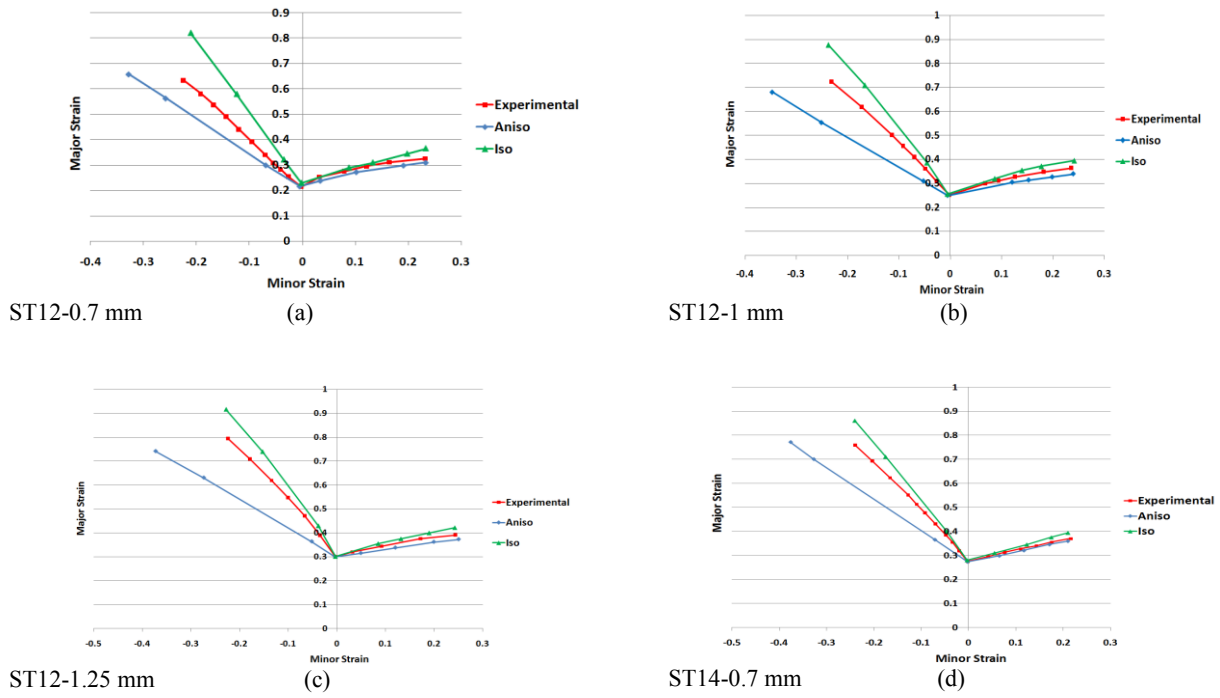 0.9
0.8
0.7
0.6
0.5
0.4
0.3
0.2
0.1
0
-0.4 -0.3 -0.2 -0.1 0 0.1 0.2 0.3
Major Strain
Minor Strain
Experimental
Aniso
Iso
ST12-0.7 mm (a)
1
0.9
0.8
0.7
0.6
0.5
0.4
0.3
0.2
0.1
0
-0.4 -0.3 -0.2 -0.1 0 0.1 0.2 0.3
Major Strain
Minor Strain
Experimental
Aniso
Iso
ST12-1 mm (b)
1
0.9
0.8
0.7
0.6
0.5
0.4
0.3
0.2
0.1
0
-0.5 -0.4 -0.3 -0.2 -0.1 0 0.1 0.2 0.3
Major Strain
Minor Strain
Experimental
Aniso
Iso
ST12-1.25 mm (c)
1
0.9
0.8
0.7
0.6
0.5
0.4
0.3
0.2
0.1
0
-0.5 -0.4 -0.3 -0.2 -0.1 0 0.1 0.2 0.3
Major Strain
Minor Strain
Experimental
Aniso
Iso
ST14-0.7 mm (d)